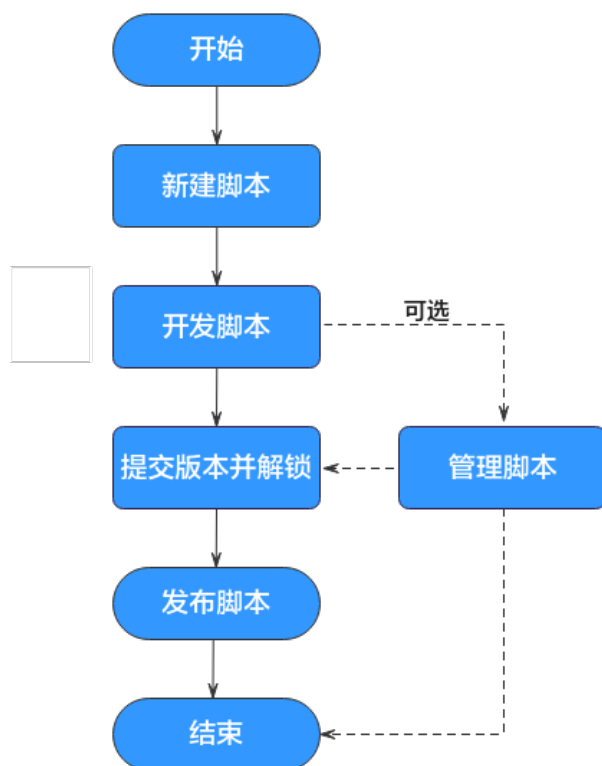 开始
新建脚本
开发脚本
可选
提交版本并解锁
管理脚本
发布脚本
结束